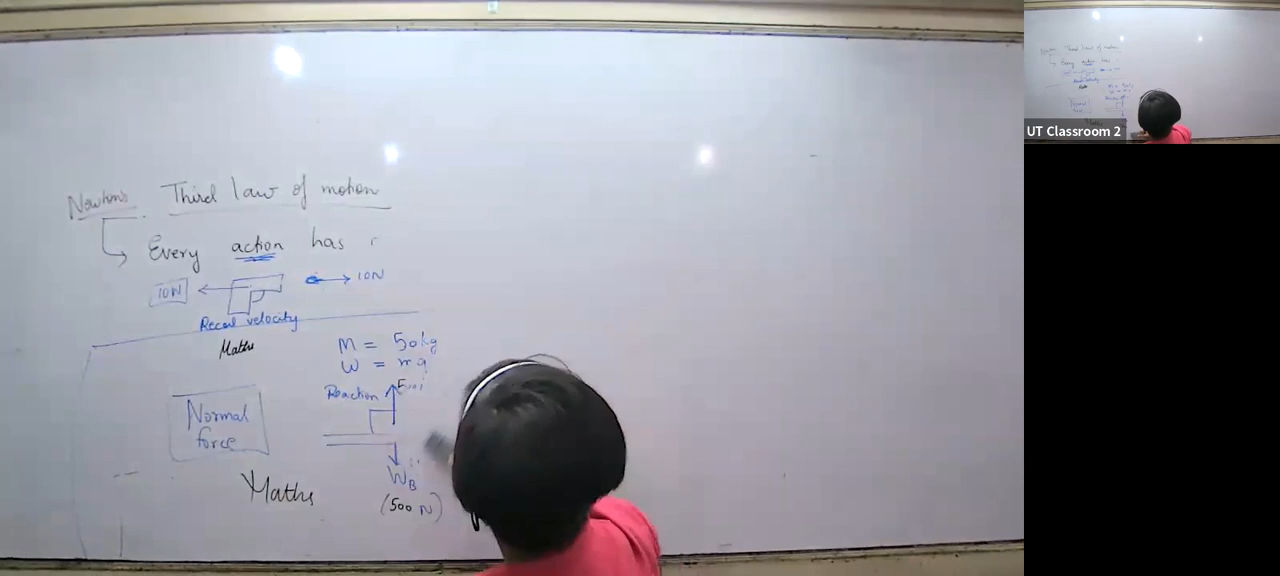 Newton's Third law of motion
Every action has
10N
10N
Recoil velocity
Maths
M = 50kg
W = mg
Reaction
Normal
force
W_B
Maths
(500 N)
UT Classroom 2